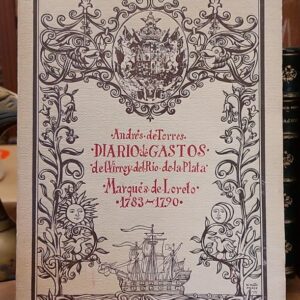 ·Andrés·de·Torres·
·DIARIO de GASTOS·
del Virrey del Río de la Plata
·Marqués de Loreto·
·1783~1790·